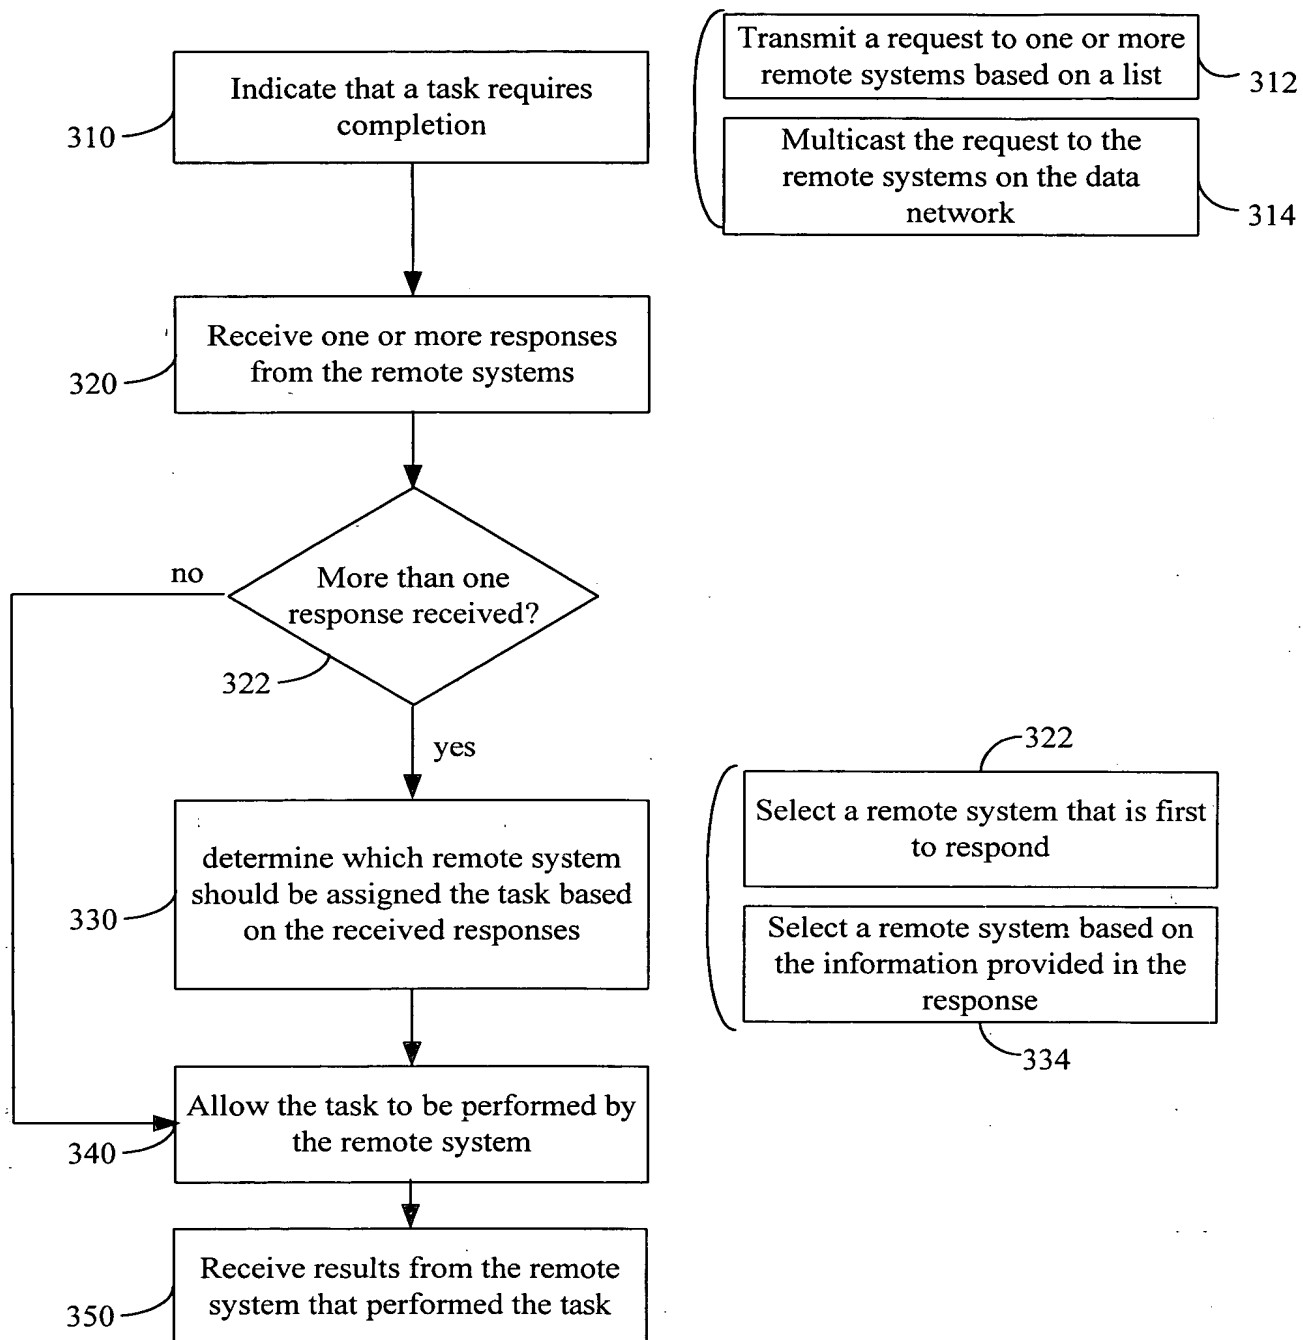 Indicate that a task requires
completion
310
Transmit a request to one or more
remote systems based on a list
312
Multicast the request to the
remote systems on the data
network
314
Receive one or more responses
from the remote systems
320
no
More than one
response received?
322
yes
determine which remote system
should be assigned the task based
on the received responses
330
322
Select a remote system that is first
to respond
Select a remote system based on
the information provided in the
response
334
Allow the task to be performed by
the remote system
340
Receive results from the remote
system that performed the task
350